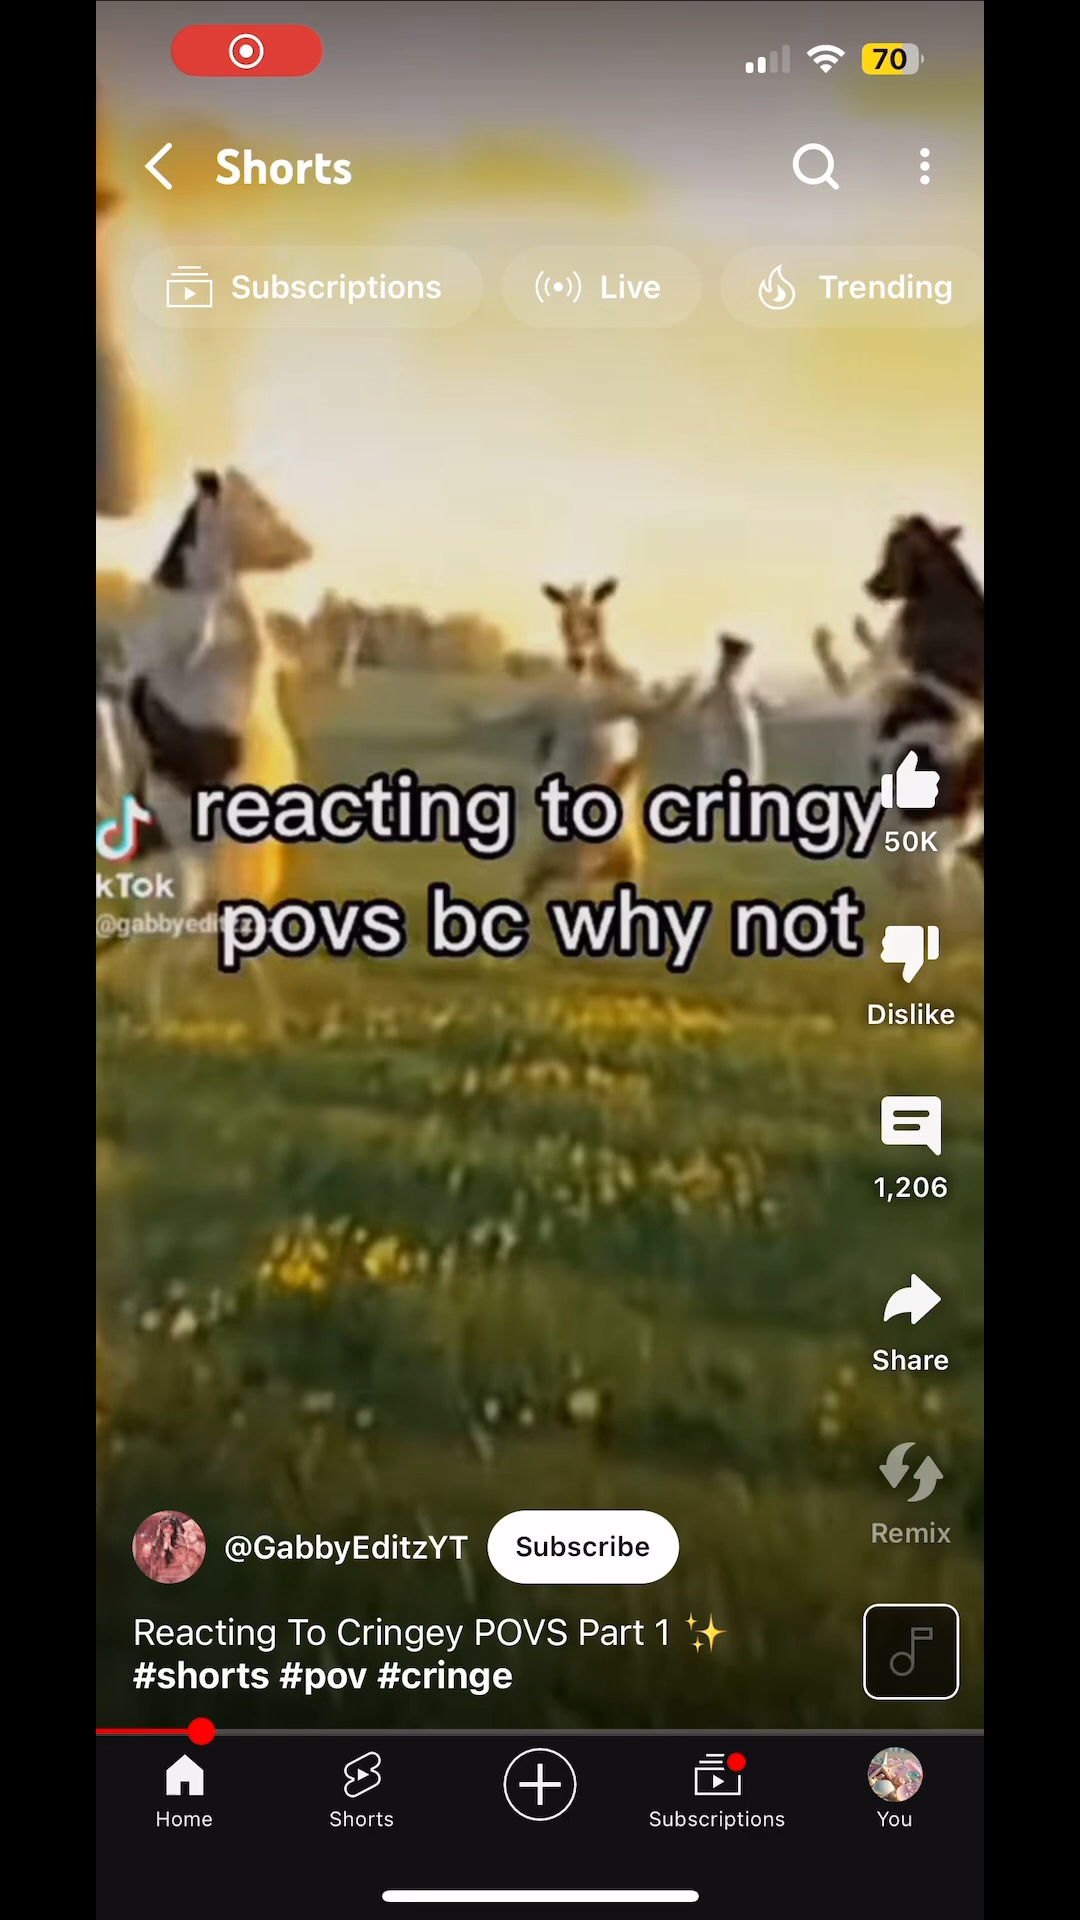 70
Shorts
Subscriptions
Live
Trending
reacting to cringy
povs bc why not
kTok
50K
Dislike
1,206
Share
Remix
@GabbyEditzYT
Subscribe
Reacting To Cringey POVS Part 1 ✨
#shorts #pov #cringe
Home
Shorts
Subscriptions
You